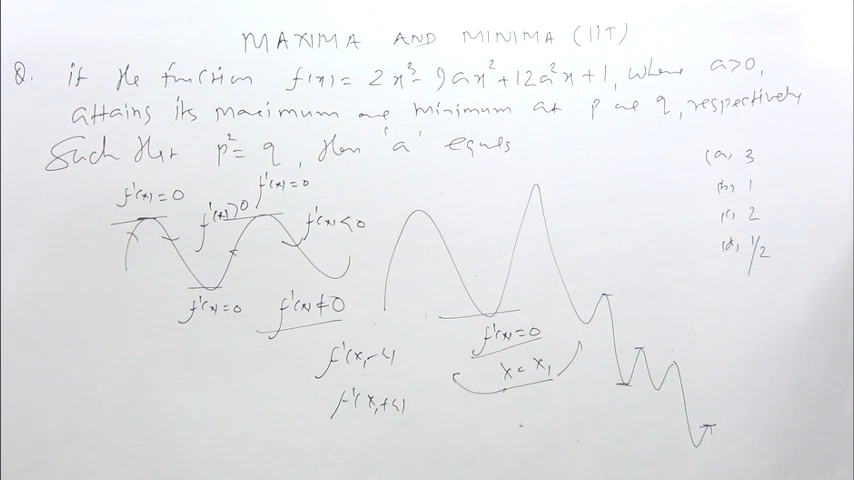 MAXIMA AND MINIMA (IIT)
Q. if the function f(x) = 2x³ - 9ax² + 12a²x + 1, where a>0,
attains its maximum and minimum at p and q, respectively
Such that p² = q, then 'a' equals
(a) 3
(b) 1
(c) 2
(d) 1/2
f'(x) = 0
f'(x) = 0
f'(x) > 0
f'(x) < 0
f'(x) = 0
f'(x) ≠ 0
f'(x) = 0
x = x₁
f'(x₁-h)
f'(x₁+h)